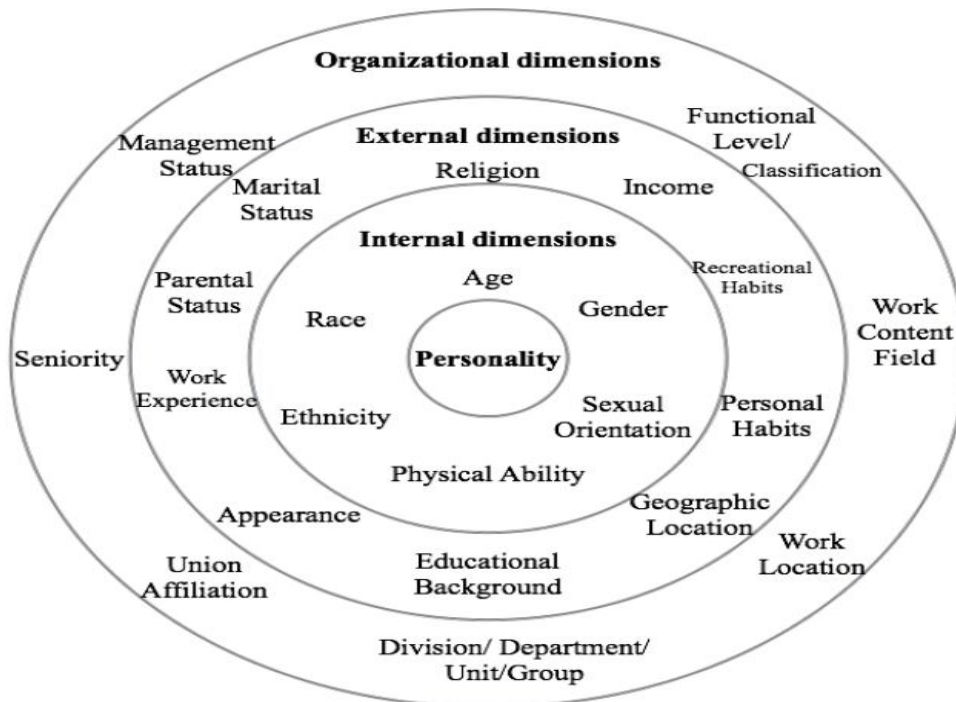 Organizational dimensions
Management
Status
Functional
Level/
Classification
Seniority
Work
Content
Field
Union
Affiliation
Work
Location
Division/ Department/
Unit/Group
External dimensions
Religion
Marital
Status
Income
Parental
Status
Recreational
Habits
Work
Experience
Personal
Habits
Appearance
Geographic
Location
Educational
Background
Internal dimensions
Age
Race
Gender
Ethnicity
Sexual
Orientation
Physical Ability
Personality